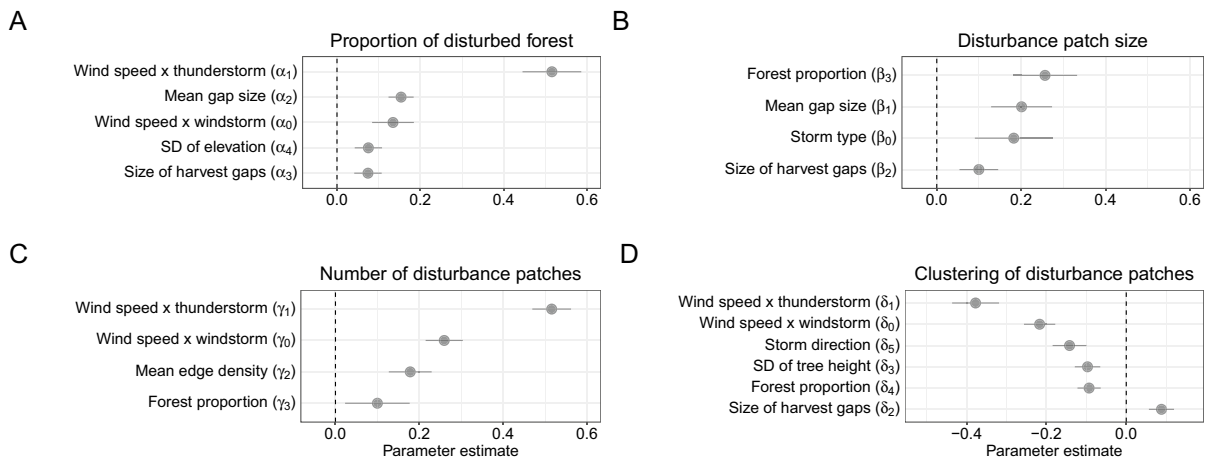 A
Proportion of disturbed forest
Wind speed x thunderstorm (α1)
Mean gap size (α2)
Wind speed x windstorm (α0)
SD of elevation (α4)
Size of harvest gaps (α3)
0.0 0.2 0.4 0.6
B
Disturbance patch size
Forest proportion (β3)
Mean gap size (β1)
Storm type (β0)
Size of harvest gaps (β2)
0.0 0.2 0.4 0.6
C
Number of disturbance patches
Wind speed x thunderstorm (γ1)
Wind speed x windstorm (γ0)
Mean edge density (γ2)
Forest proportion (γ3)
0.0 0.2 0.4 0.6
Parameter estimate
D
Clustering of disturbance patches
Wind speed x thunderstorm (δ1)
Wind speed x windstorm (δ0)
Storm direction (δ5)
SD of tree height (δ3)
Forest proportion (δ4)
Size of harvest gaps (δ2)
−0.4 −0.2 0.0
Parameter estimate